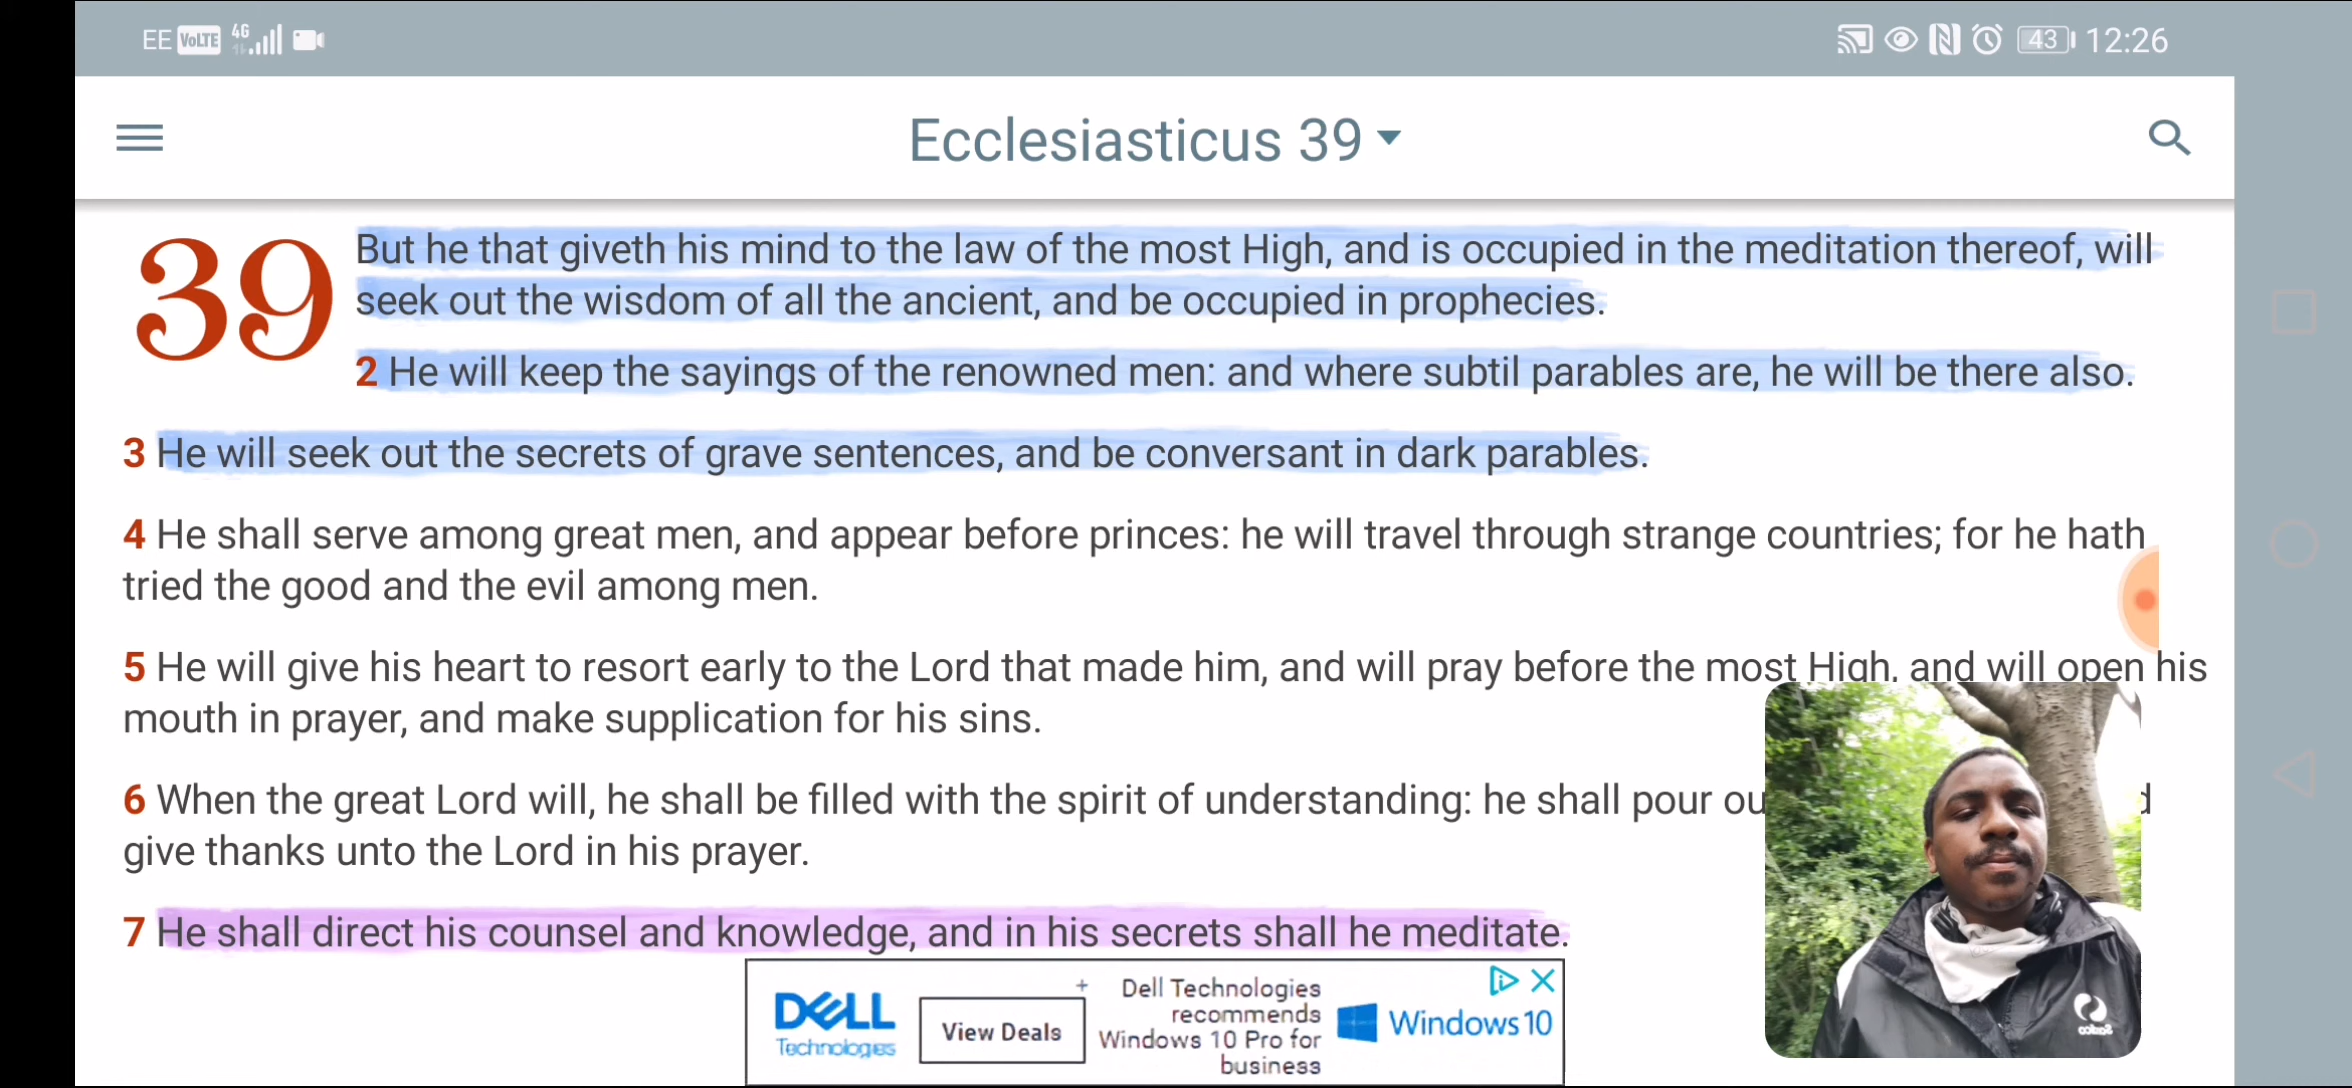 EE VoLTE 4G 43 12:26
Ecclesiasticus 39
39 But he that giveth his mind to the law of the most High, and is occupied in the meditation thereof, will
seek out the wisdom of all the ancient, and be occupied in prophecies.
2 He will keep the sayings of the renowned men: and where subtil parables are, he will be there also.
3 He will seek out the secrets of grave sentences, and be conversant in dark parables.
4 He shall serve among great men, and appear before princes: he will travel through strange countries; for he hath
tried the good and the evil among men.
5 He will give his heart to resort early to the Lord that made him, and will pray before the most High, and will open his
mouth in prayer, and make supplication for his sins.
6 When the great Lord will, he shall be filled with the spirit of understanding: he shall pour
give thanks unto the Lord in his prayer.
7 He shall direct his counsel and knowledge, and in his secrets shall he meditate.
DELL
Technologies
View Deals
Dell Technologies
recommends
Windows 10 Pro for
business
Windows 10